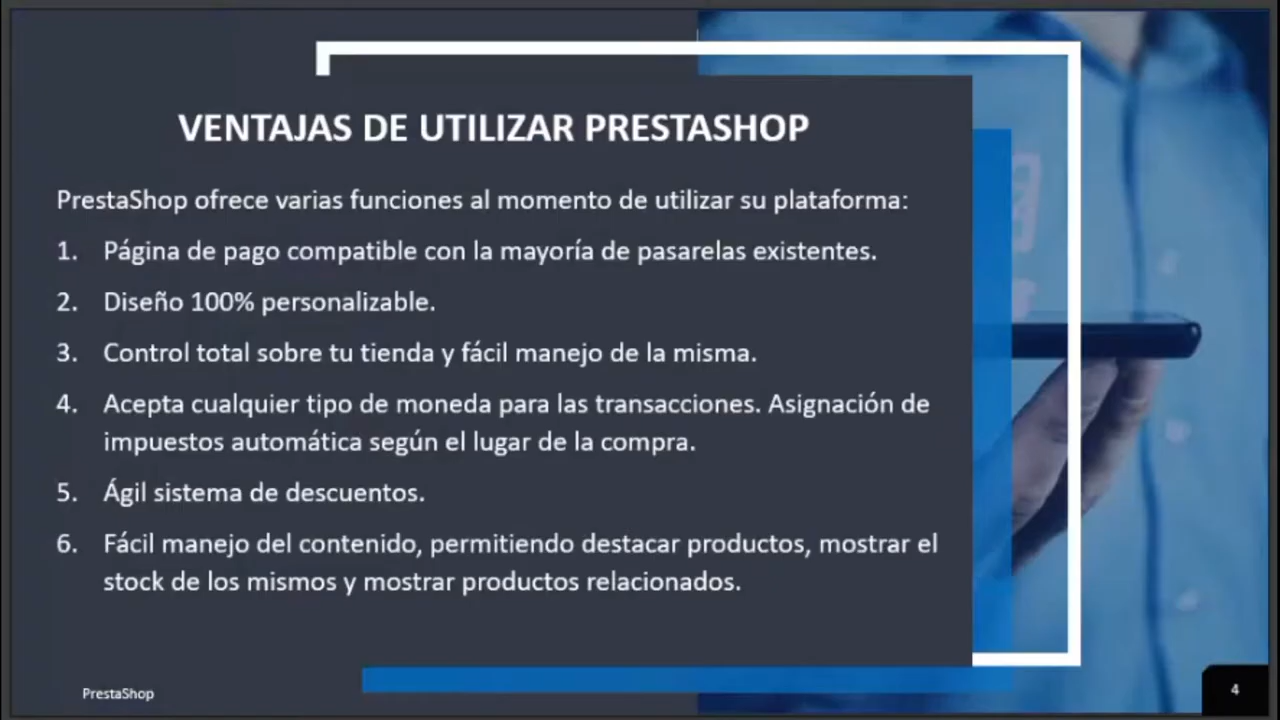 VENTAJAS DE UTILIZAR PRESTASHOP
PrestaShop ofrece varias funciones al momento de utilizar su plataforma:
1. Página de pago compatible con la mayoría de pasarelas existentes.
2. Diseño 100% personalizable.
3. Control total sobre tu tienda y fácil manejo de la misma.
4. Acepta cualquier tipo de moneda para las transacciones. Asignación de
impuestos automática según el lugar de la compra.
5. Ágil sistema de descuentos.
6. Fácil manejo del contenido, permitiendo destacar productos, mostrar el
stock de los mismos y mostrar productos relacionados.
PrestaShop
4